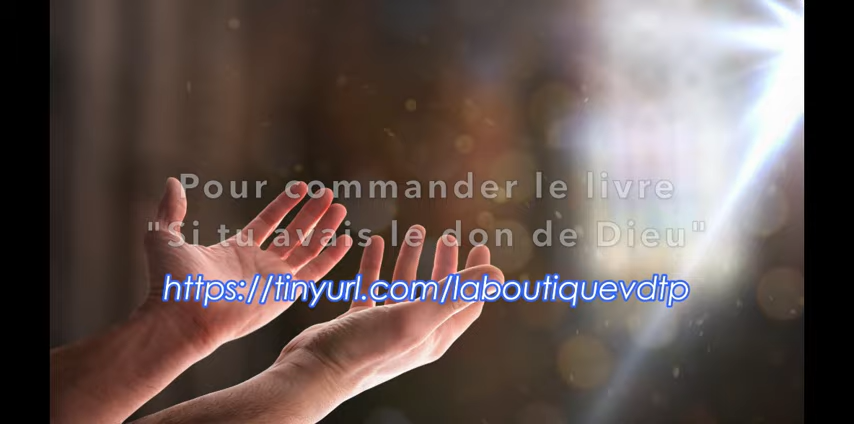 Pour commander le livre
"Si tu avais le don de Dieu"
https://tinyurl.com/laboutiquevdtp